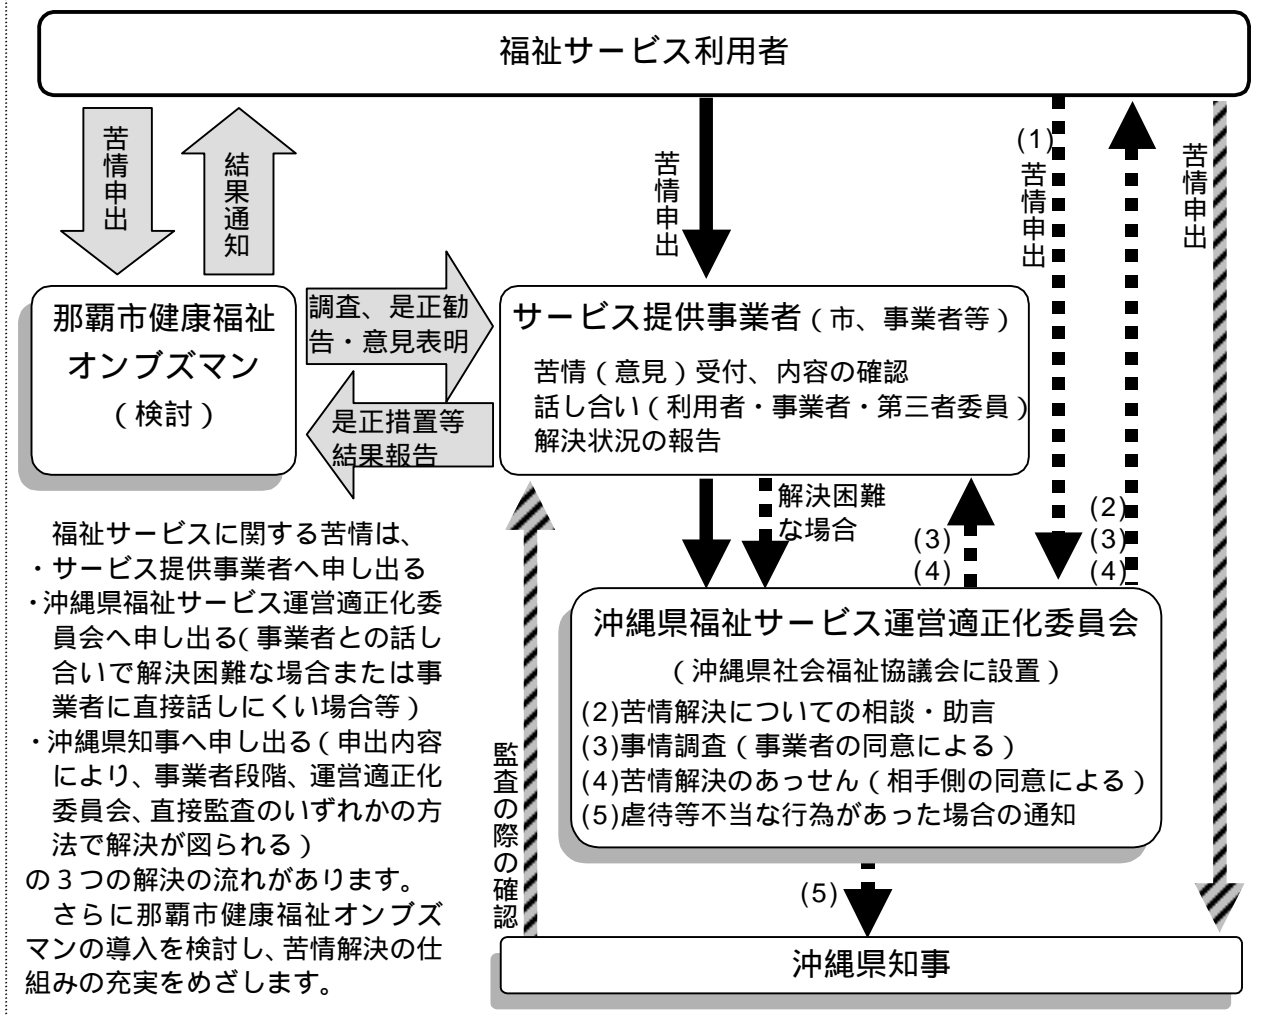 福祉サービス利用者
苦情申出
結果通知
苦情申出
(1)
苦情申出
苦情申出
那覇市健康福祉
オンブズマン
（検討）
調査、是正勧
告・意見表明
是正措置等
結果報告
サービス提供事業者（市、事業者等）
苦情（意見）受付、内容の確認
話し合い（利用者・事業者・第三者委員）
解決状況の報告
解決困難
な場合
(3)
(4)
(2)
(3)
(4)
沖縄県福祉サービス運営適正化委員会
（沖縄県社会福祉協議会に設置）
(2)苦情解決についての相談・助言
(3)事情調査（事業者の同意による）
(4)苦情解決のあっせん（相手側の同意による）
(5)虐待等不当な行為があった場合の通知
(5)
監査の際の確認
沖縄県知事
福祉サービスに関する苦情は、
・サービス提供事業者へ申し出る
・沖縄県福祉サービス運営適正化委
員会へ申し出る（事業者との話し
合いで解決困難な場合または事
業者に直接話しにくい場合等）
・沖縄県知事へ申し出る（申出内容
により、事業者段階、運営適正化
委員会、直接監査のいずれかの方
法で解決が図られる）
の３つの解決の流れがあります。
さらに那覇市健康福祉オンブズ
マンの導入を検討し、苦情解決の仕
組みの充実をめざします。